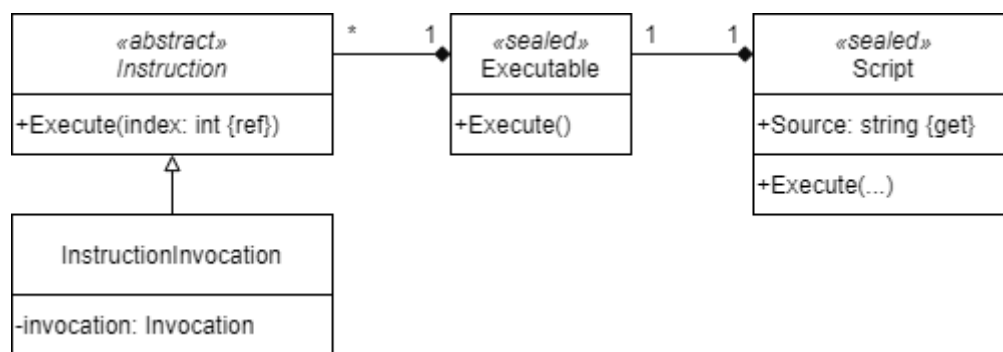 «abstract»
Instruction
+Execute(index: int {ref})
* 1
«sealed»
Executable
+Execute()
1 1
«sealed»
Script
+Source: string {get}
+Execute(...)
InstructionInvocation
-invocation: Invocation